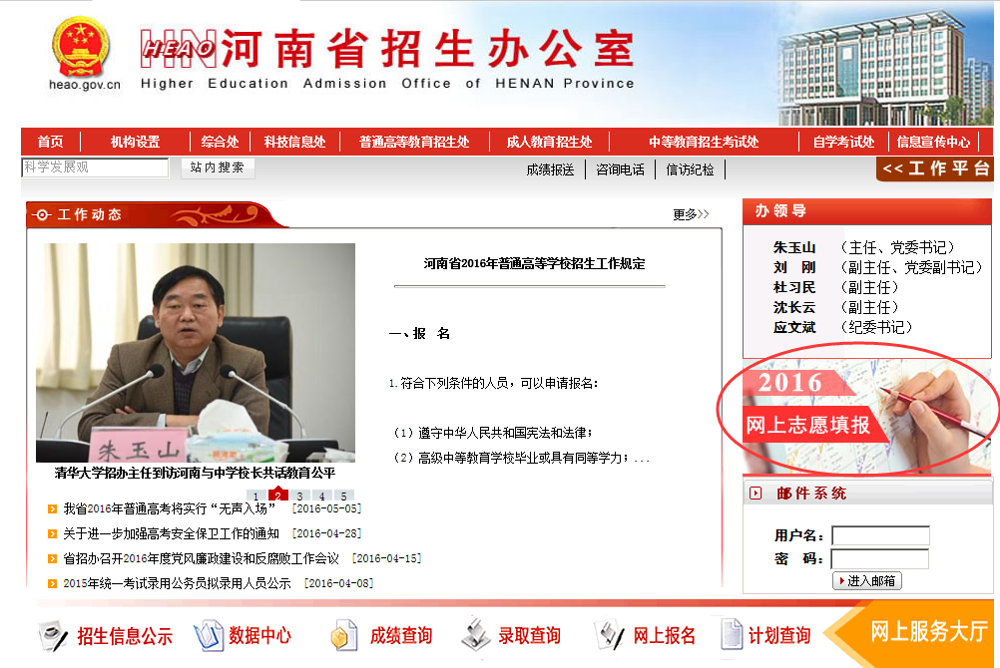 HNHEAO河南省招生办公室
heao.gov.cn
Higher Education Admission Office of HENAN Province
首页 机构设置 综合处 科技信息处 普通高等教育招生处 成人教育招生处 中等教育招生考试处 自学考试处 信息宣传中心
科学发展观 站内搜索 成绩报送 咨询电话 信访纪检 <<工作平台
工作动态 更多>>
河南省2016年普通高等学校招生工作规定
一、报 名
1.符合下列条件的人员，可以申请报名：
（1）遵守中华人民共和国宪法和法律；
（2）高级中等教育学校毕业或具有同等学力；...
朱玉山
清华大学招办主任到访河南与中学校长共话教育公平
1 2 3 4 5
我省2016年普通高考将实行“无声入场” [2016-05-05]
关于进一步加强高考安全保卫工作的通知 [2016-04-28]
省招办召开2016年度党风廉政建设和反腐败工作会议 [2016-04-15]
2015年统一考试录用公务员拟录用人员公示 [2016-04-08]
办领导
朱玉山 （主任、党委书记）
刘 刚 （副主任、党委副书记）
杜习民 （副主任）
沈长云 （副主任）
应文斌 （纪委书记）
2016
网上志愿填报
邮件系统
用户名：
密 码：
进入邮箱
招生信息公示 数据中心 成绩查询 录取查询 网上报名 计划查询 网上服务大厅